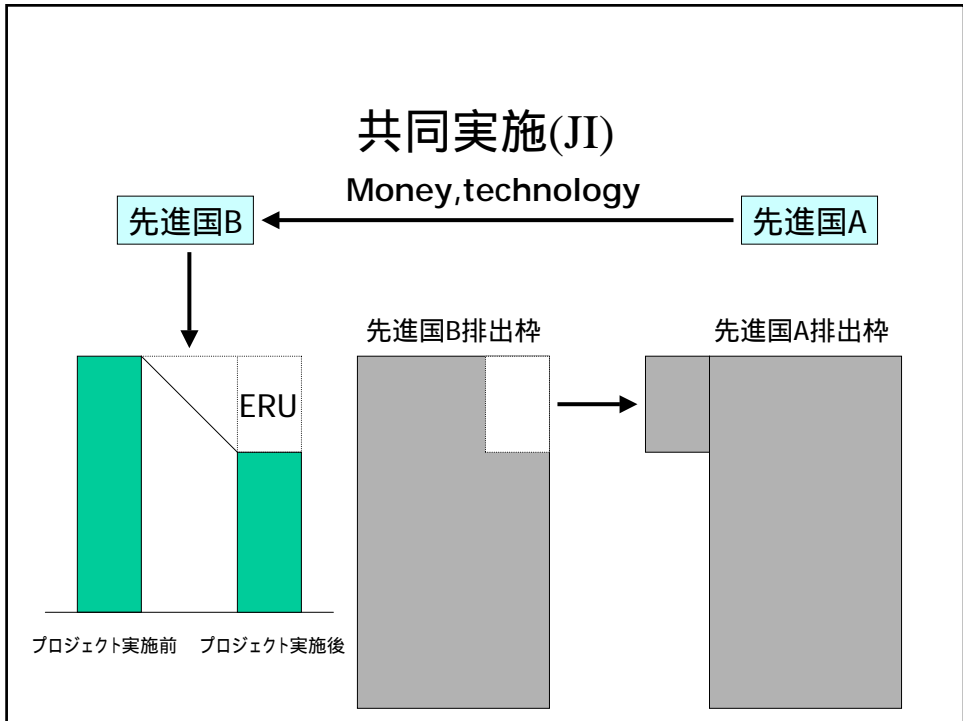 共同実施(JI)
Money,technology
先進国B
先進国A
先進国B排出枠
先進国A排出枠
ERU
プロジェクト実施前
プロジェクト実施後